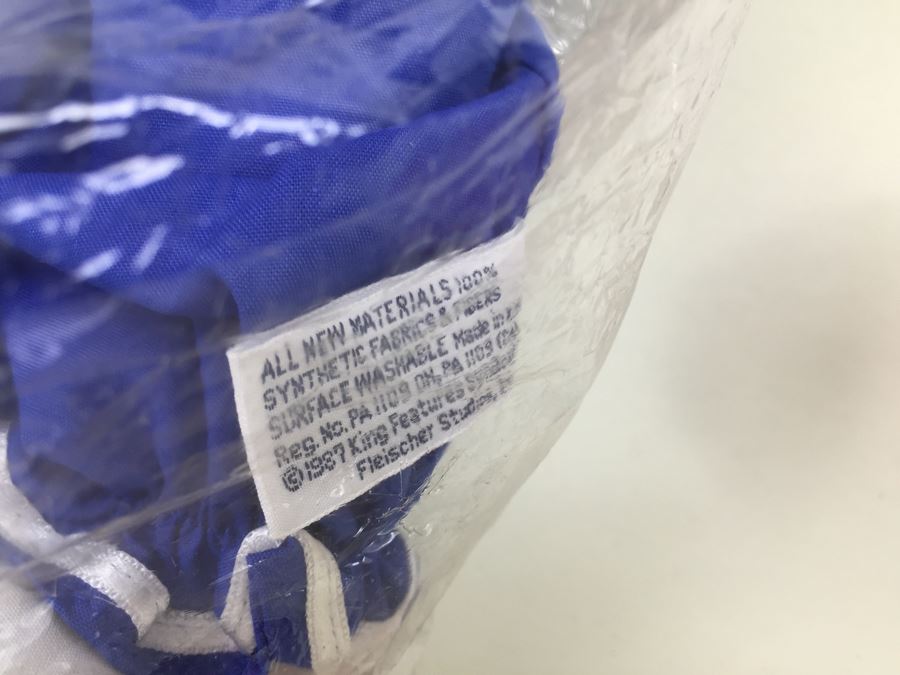 ALL NEW MATERIALS 100%
SYNTHETIC FABRICS & FIBERS
SURFACE WASHABLE Made in
Reg. No. PA 1109 OH, PA 1109
©1987 King Features
Fleischer Studios,